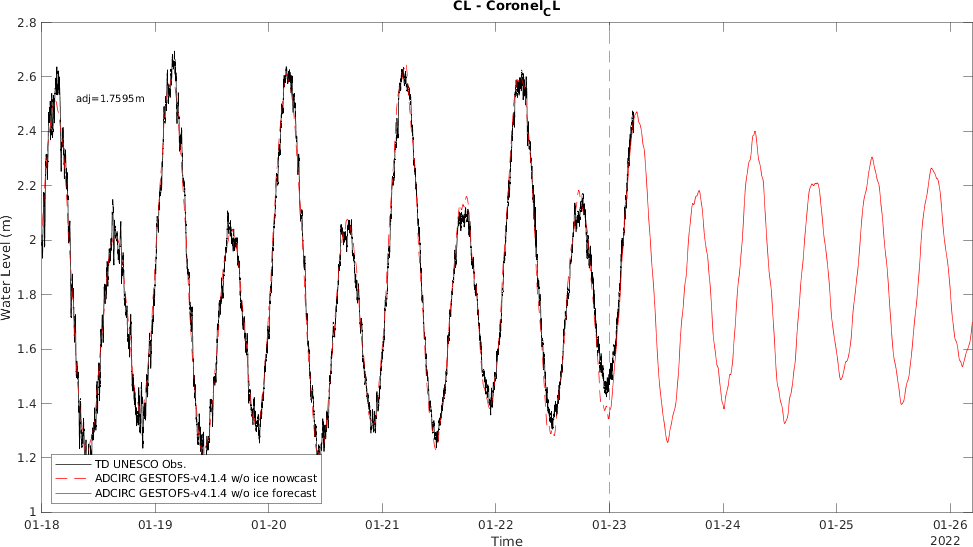 CL - Coronel_CL
2.8
2.6
adj=1.7595m
2.4
2.2
2
1.8
1.6
1.4
1.2
1
Water Level (m)
TD UNESCO Obs.
ADCIRC GESTOFS-v4.1.4 w/o ice nowcast
ADCIRC GESTOFS-v4.1.4 w/o ice forecast
01-18 01-19 01-20 01-21 01-22 01-23 01-24 01-25 01-26
Time 2022